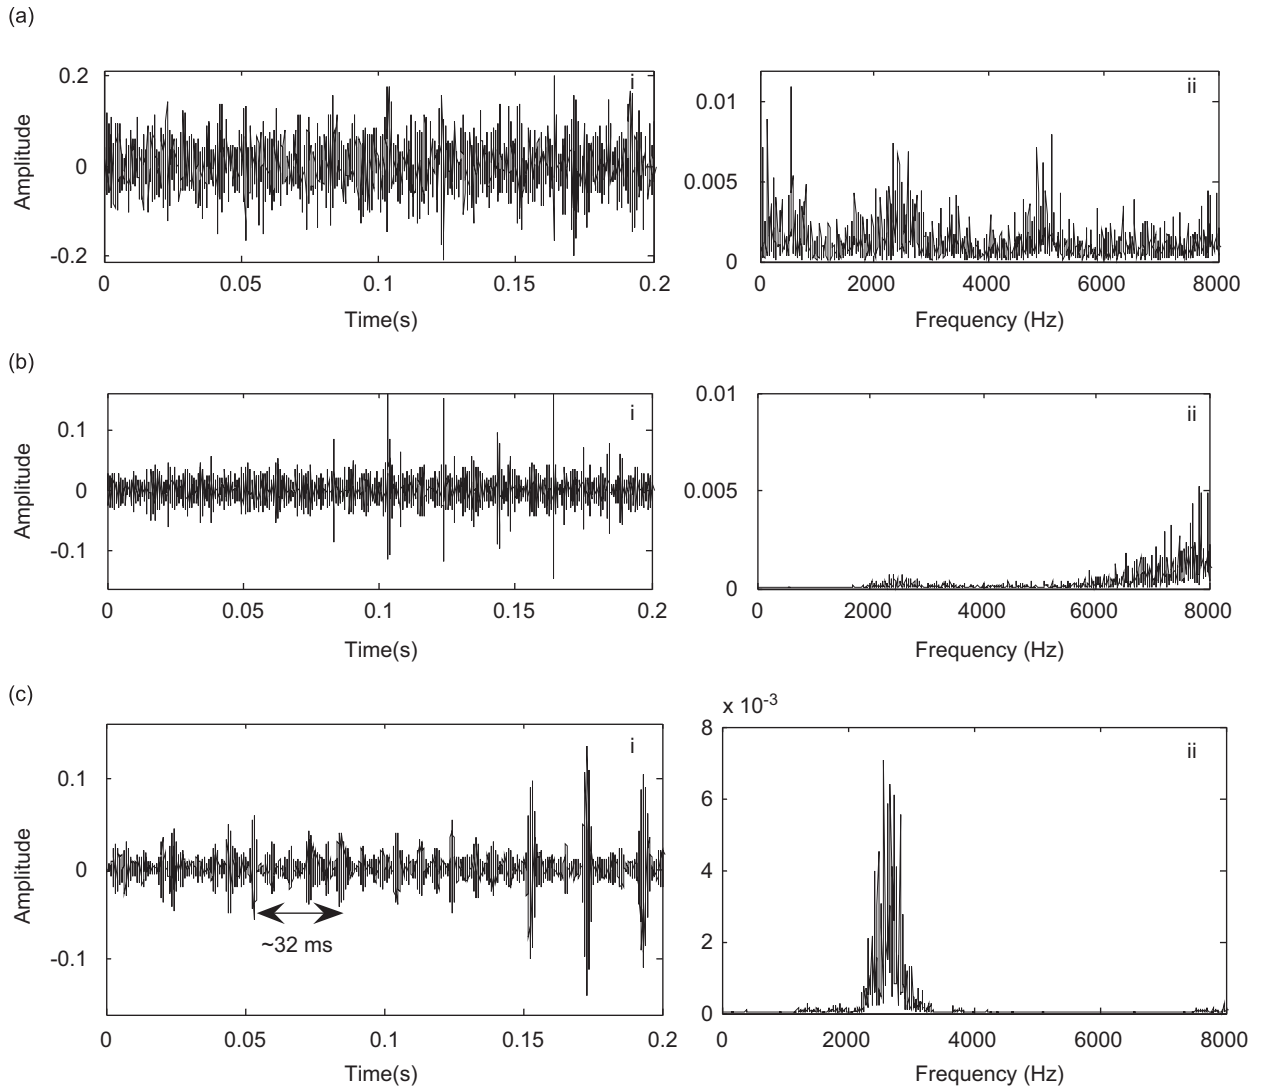 (a)
i
ii
0.2
0
-0.2
Amplitude
0 0.05 0.1 0.15 0.2
Time(s)
0.01
0.005
0
0 2000 4000 6000 8000
Frequency (Hz)
(b)
i
ii
0.1
0
-0.1
Amplitude
0 0.05 0.1 0.15 0.2
Time(s)
0.01
0.005
0
0 2000 4000 6000 8000
Frequency (Hz)
(c)
i
0.1
0
-0.1
Amplitude
~32 ms
0 0.05 0.1 0.15 0.2
Time(s)
x 10-3
ii
8
6
4
2
0
0 2000 4000 6000 8000
Frequency (Hz)